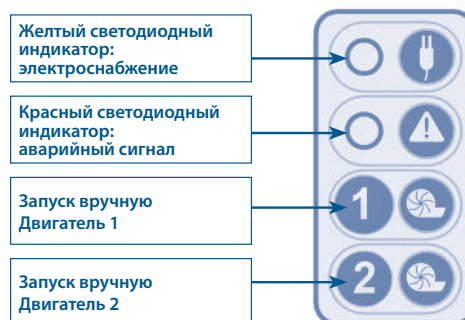 Желтый светодиодный
индикатор:
электроснабжение
Красный светодиодный
индикатор:
аварийный сигнал
Запуск вручную
Двигатель 1
1
Запуск вручную
Двигатель 2
2